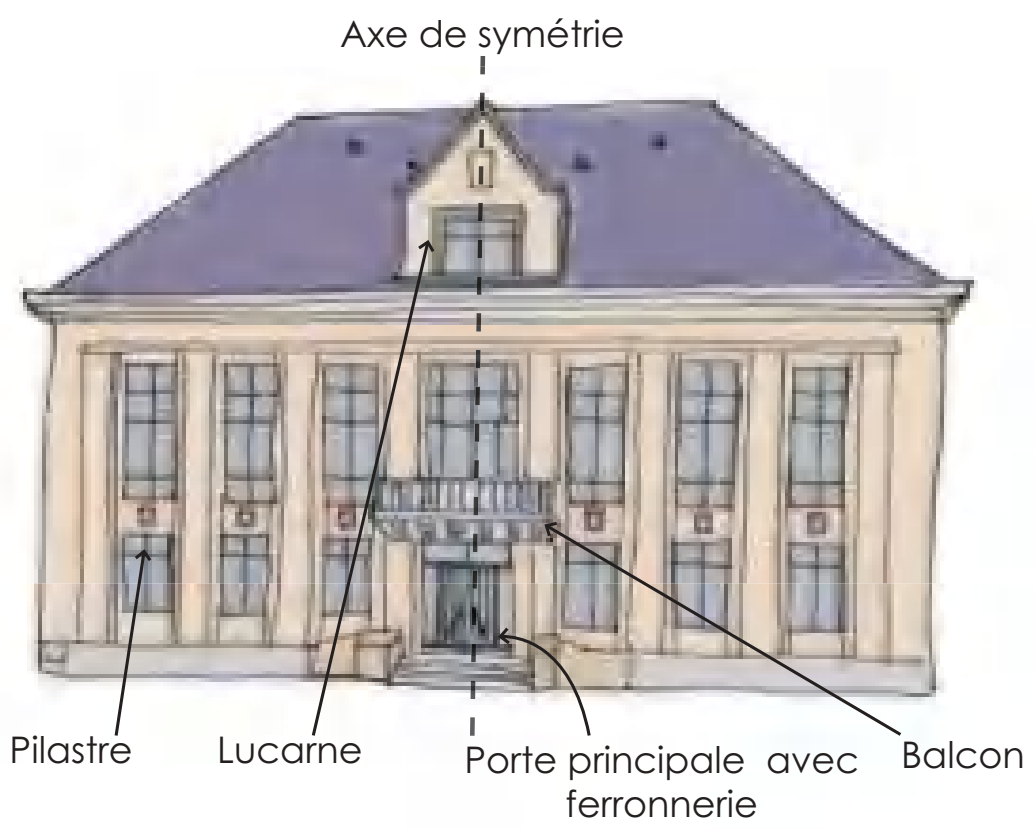 Axe de symétrie
Pilastre
Lucarne
Porte principale avec
ferronnerie
Balcon